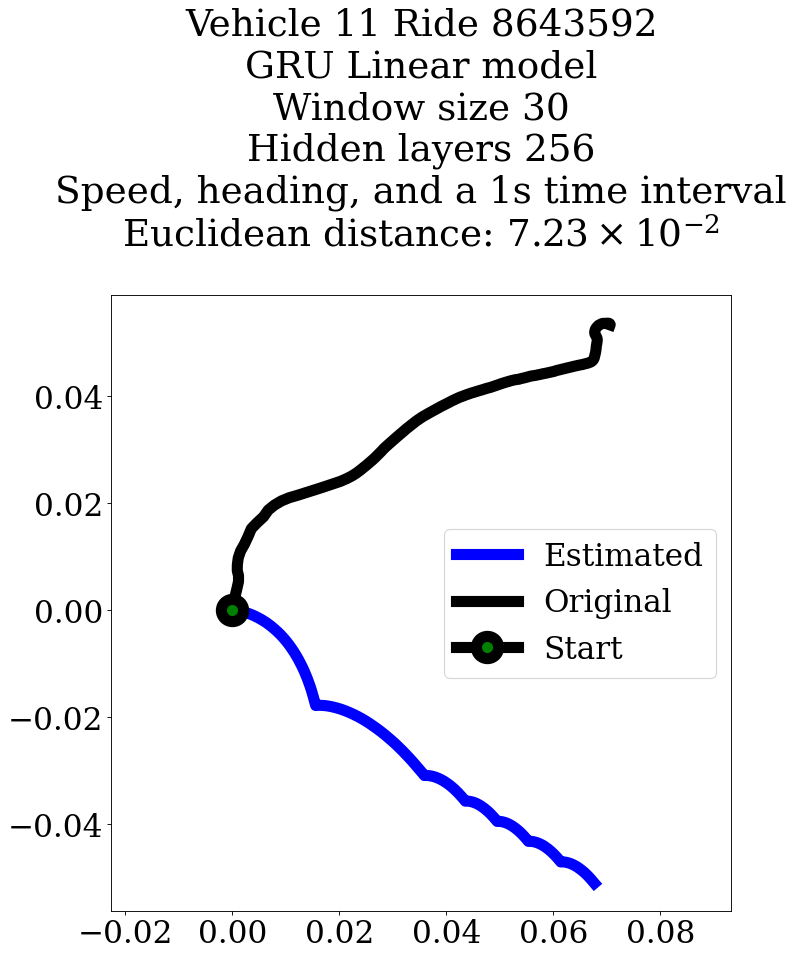 Vehicle 11 Ride 8643592
GRU Linear model
Window size 30
Hidden layers 256
Speed, heading, and a 1s time interval
Euclidean distance: 7.23 × 10⁻²
0.04
0.02
0.00
−0.02
−0.04
Estimated
Original
Start
−0.02 0.00 0.02 0.04 0.06 0.08